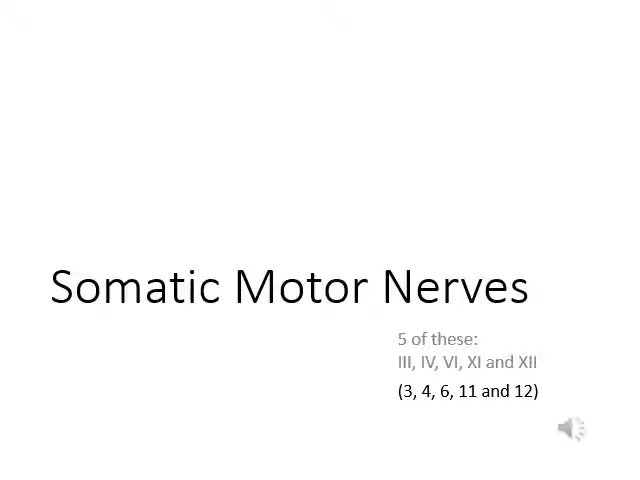 Somatic Motor Nerves
5 of these:
III, IV, VI, XI and XII
(3, 4, 6, 11 and 12)